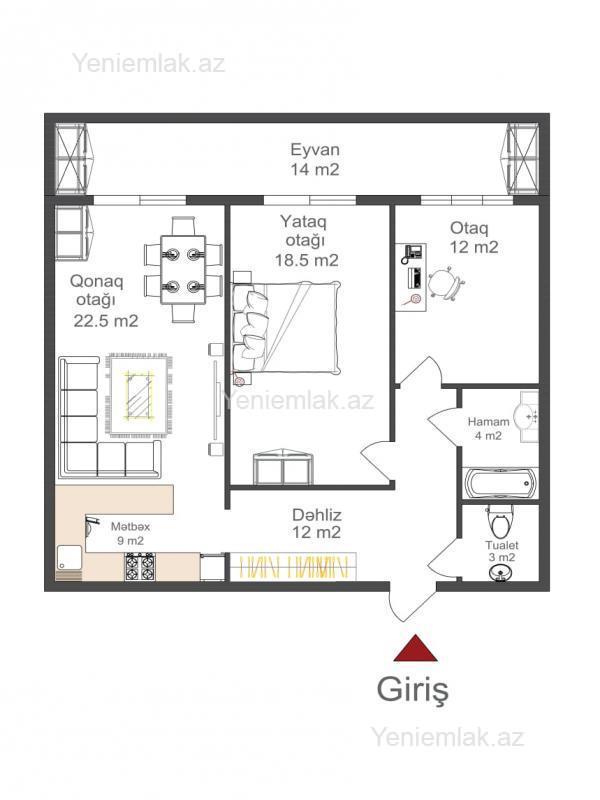 Yeniemlak.az
Eyvan
14 m2
Yataq
otağı
18.5 m2
Otaq
12 m2
Qonaq
otağı
22.5 m2
Yeniemlak.az
Hamam
4 m2
Mətbəx
9 m2
Dəhliz
12 m2
Tualet
3 m2
Giriş
Yeniemlak.az